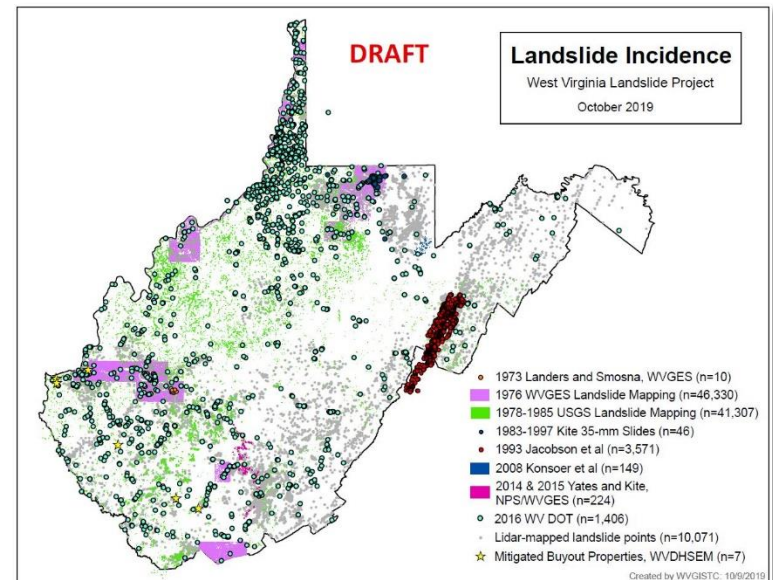 DRAFT
Landslide Incidence
West Virginia Landslide Project
October 2019
1973 Landers and Smosna, WVGES (n=10)
1976 WVGES Landslide Mapping (n=46,330)
1978-1985 USGS Landslide Mapping (n=41,307)
1983-1997 Kite 35-mm Slides (n=46)
1993 Jacobson et al (n=3,571)
2008 Konsoer et al (n=149)
2014 & 2015 Yates and Kite,
NPS/WVGES (n=224)
2016 WV DOT (n=1,406)
Lidar-mapped landslide points (n=10,071)
Mitigated Buyout Properties, WVDHSEM (n=7)
Created by WVGISTC: 10/9/2019